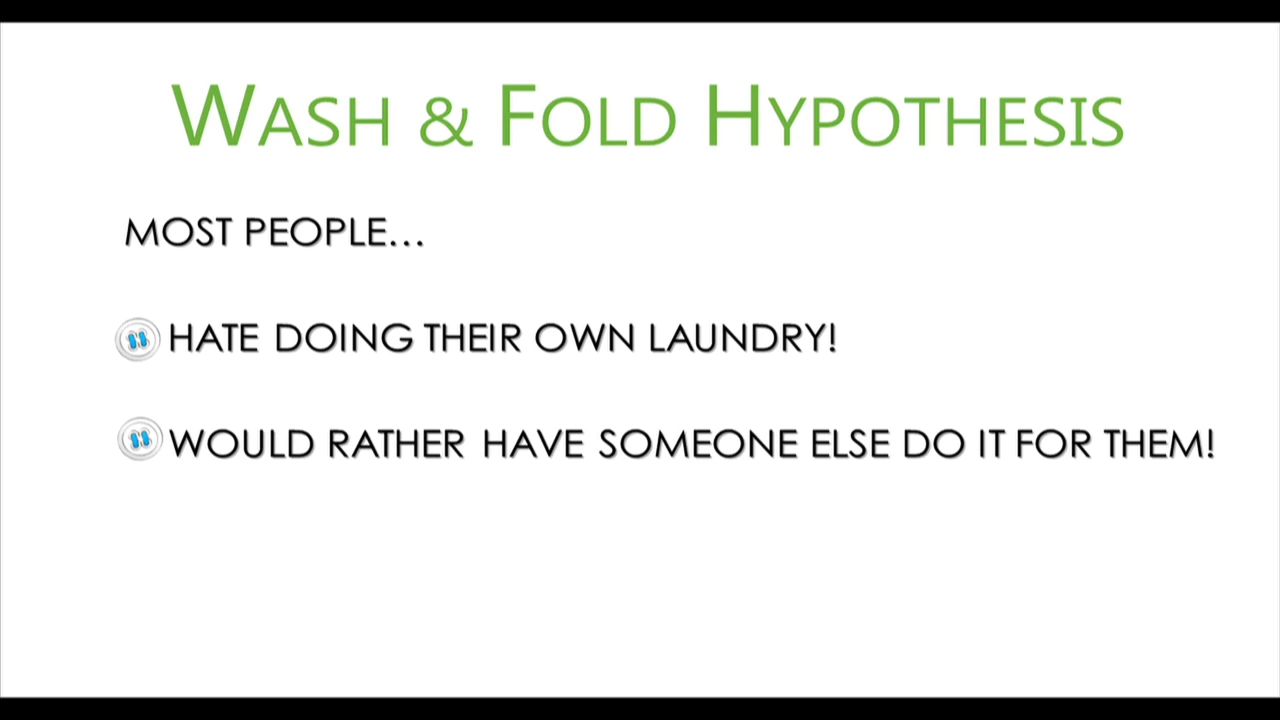 WASH & FOLD HYPOTHESIS
MOST PEOPLE...
HATE DOING THEIR OWN LAUNDRY!
WOULD RATHER HAVE SOMEONE ELSE DO IT FOR THEM!